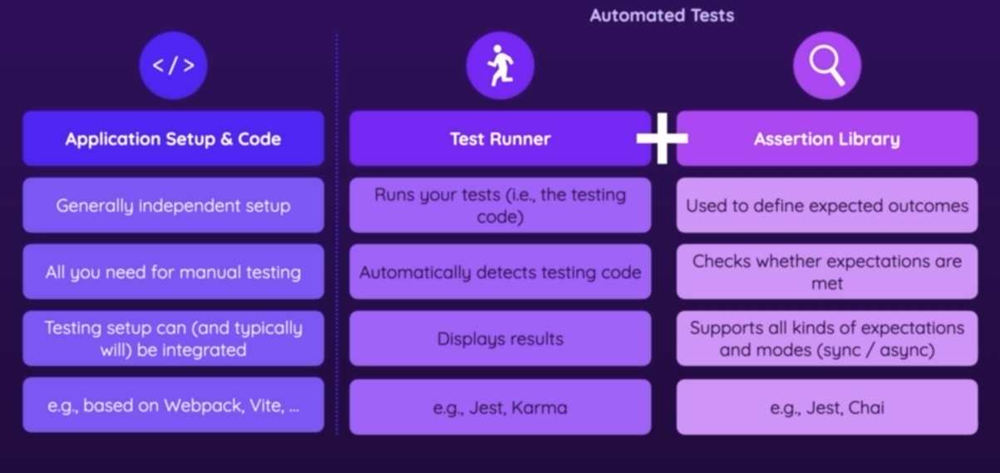 Automated Tests
</>
Application Setup & Code
Generally independent setup
All you need for manual testing
Testing setup can (and typically
will) be integrated
e.g., based on Webpack, Vite, ...
Test Runner
Runs your tests (i.e., the testing
code)
Automatically detects testing code
Displays results
e.g., Jest, Karma
Assertion Library
Used to define expected outcomes
Checks whether expectations are
met
Supports all kinds of expectations
and modes (sync / async)
e.g., Jest, Chai